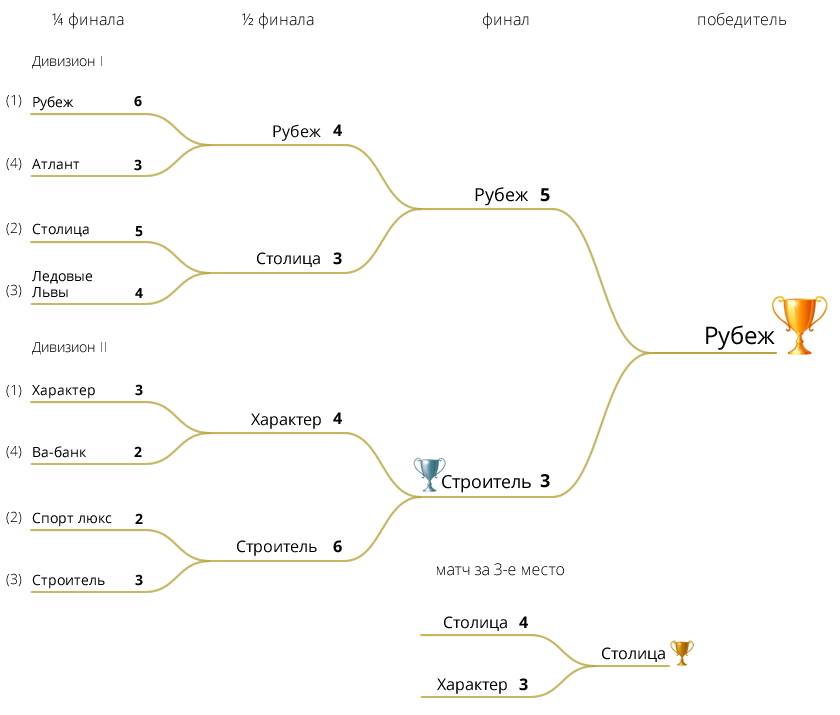 ¼ финала ½ финала финал победитель
Дивизион I
(1) Рубеж 6
Рубеж 4
(4) Атлант 3
Рубеж 5
(2) Столица 5
Столица 3
Ледовые
(3) Львы 4
Рубеж
Дивизион II
(1) Характер 3
Характер 4
(4) Ва-банк 2
Строитель 3
(2) Спорт люкс 2
Строитель 6
(3) Строитель 3
матч за 3-е место
Столица 4
Столица
Характер 3